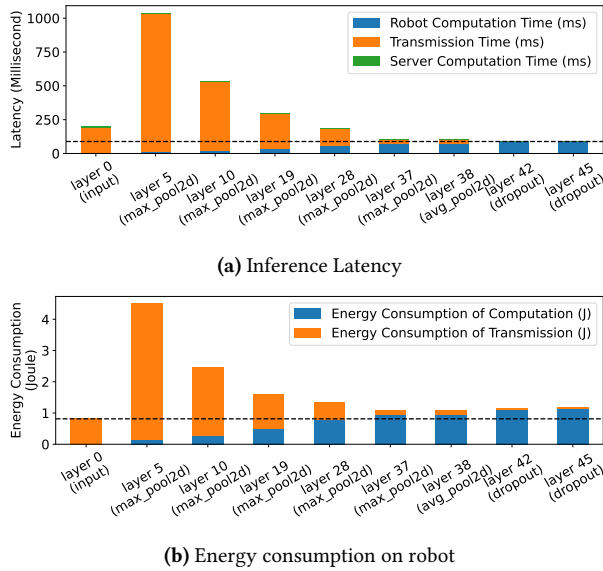 1000
750
500
250
0
Latency (Millisecond)
Robot Computation Time (ms)
Transmission Time (ms)
Server Computation Time (ms)
layer 0
(input)
layer 5
(max_pool2d)
layer 10
(max_pool2d)
layer 19
(max_pool2d)
layer 28
(max_pool2d)
layer 37
(max_pool2d)
layer 38
(avg_pool2d)
layer 42
(dropout)
layer 45
(dropout)
(a) Inference Latency
4
3
2
1
0
Energy Consumption
(Joule)
Energy Consumption of Computation (J)
Energy Consumption of Transmission (J)
layer 0
(input)
layer 5
(max_pool2d)
layer 10
(max_pool2d)
layer 19
(max_pool2d)
layer 28
(max_pool2d)
layer 37
(max_pool2d)
layer 38
(avg_pool2d)
layer 42
(dropout)
layer 45
(dropout)
(b) Energy consumption on robot